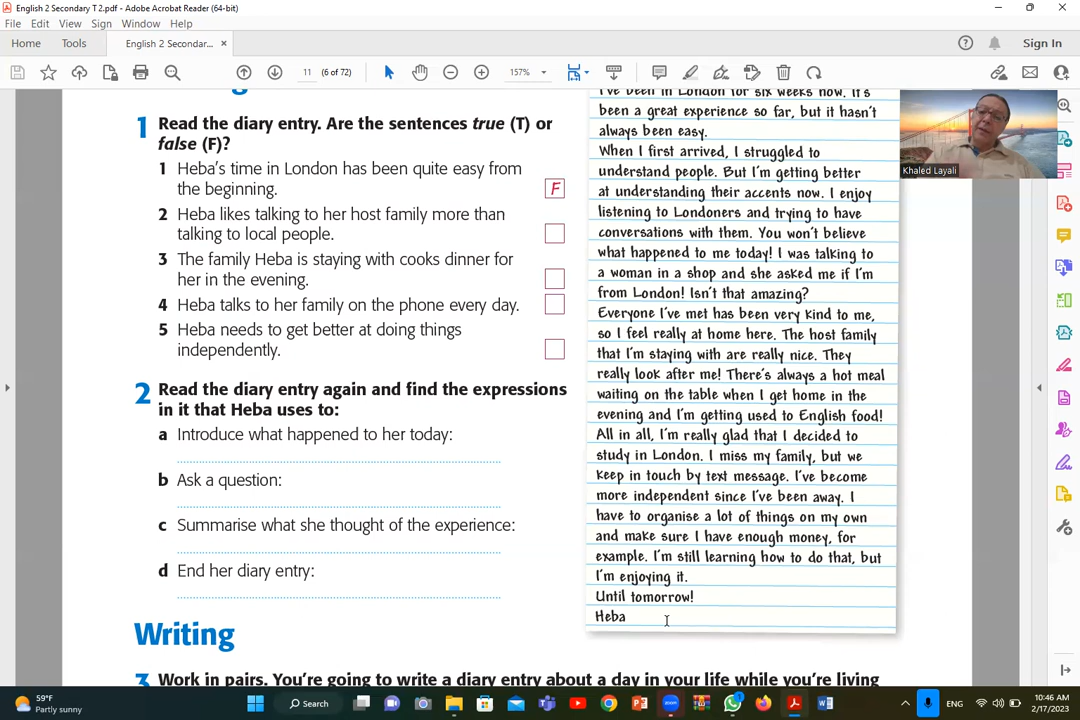 English 2 Secondary T 2.pdf - Adobe Acrobat Reader (64-bit)
File Edit View Sign Window Help
Home Tools English 2 Secondar... × Sign In
11 (6 of 72) 157%
1 Read the diary entry. Are the sentences true (T) or
false (F)?
1 Heba's time in London has been quite easy from
the beginning. F
2 Heba likes talking to her host family more than
talking to local people.
3 The family Heba is staying with cooks dinner for
her in the evening.
4 Heba talks to her family on the phone every day.
5 Heba needs to get better at doing things
independently.
2 Read the diary entry again and find the expressions
in it that Heba uses to:
a Introduce what happened to her today:
b Ask a question:
c Summarise what she thought of the experience:
d End her diary entry:
Writing
3 Work in pairs. You're going to write a diary entry about a day in your life while you're living
I've been in London for six weeks now. It's
been a great experience so far, but it hasn't
always been easy.
When I first arrived, I struggled to
understand people. But I'm getting better
at understanding their accents now. I enjoy
listening to Londoners and trying to have
conversations with them. You won't believe
what happened to me today! I was talking to
a woman in a shop and she asked me if I'm
from London! Isn't that amazing?
Everyone I've met has been very kind to me,
so I feel really at home here. The host family
that I'm staying with are really nice. They
really look after me! There's always a hot meal
waiting on the table when I get home in the
evening and I'm getting used to English food!
All in all, I'm really glad that I decided to
study in London. I miss my family, but we
keep in touch by text message. I've become
more independent since I've been away. I
have to organise a lot of things on my own
and make sure I have enough money, for
example. I'm still learning how to do that, but
I'm enjoying it.
Until tomorrow!
Heba
Khaled Layali
59°F
Partly sunny
Search
ENG
10:46 AM
2/17/2023